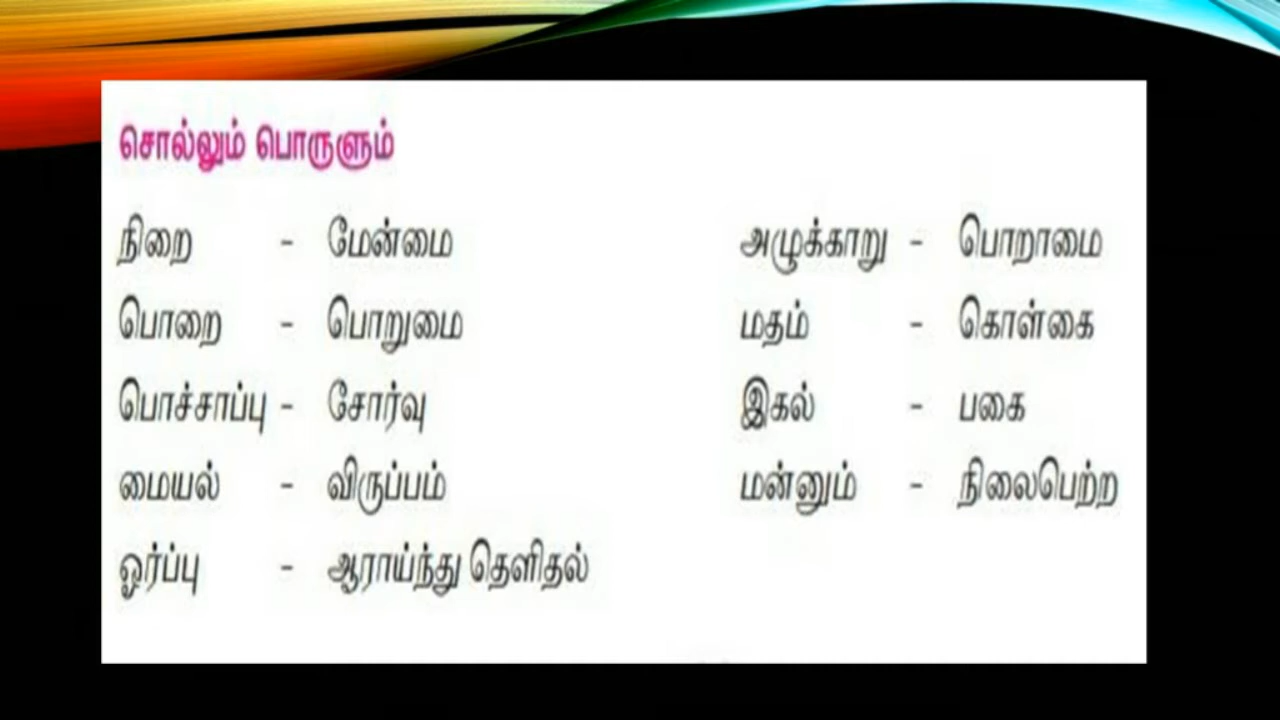 சொல்லும் பொருளும்
நிறை - மேன்மை
பொறை - பொறுமை
பொச்சாப்பு - சோர்வு
மையல் - விருப்பம்
ஓர்ப்பு - ஆராய்ந்து தெளிதல்
அழுக்காறு - பொறாமை
மதம் - கொள்கை
இகல் - பகை
மன்னும் - நிலைபெற்ற